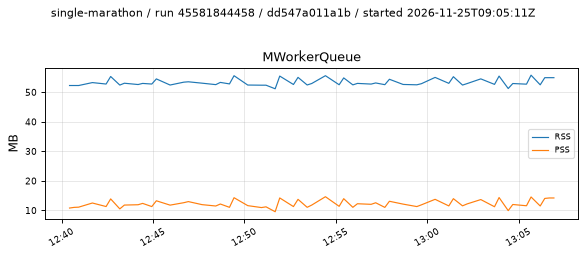 single-marathon / run 45581844458 / dd547a011a1b / started 2026-11-25T09:05:11Z
MWorkerQueue
MB
50
40
30
20
10
RSS
PSS
12:40
12:45
12:50
12:55
13:00
13:05